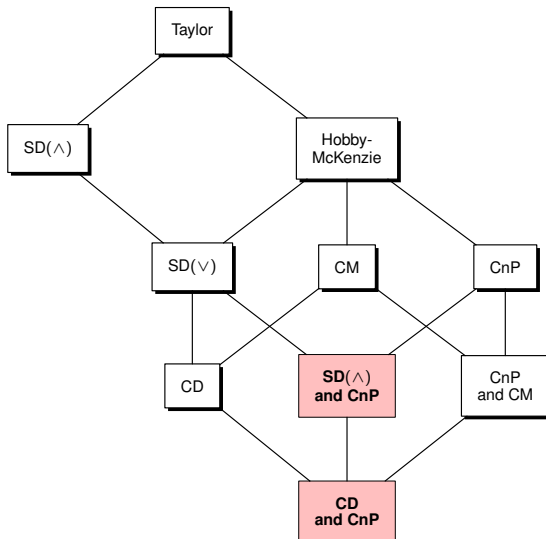 Taylor
SD(∧)
Hobby-
McKenzie
SD(∨)
CM
CnP
CD
SD(∧)
and CnP
CnP
and CM
CD
and CnP